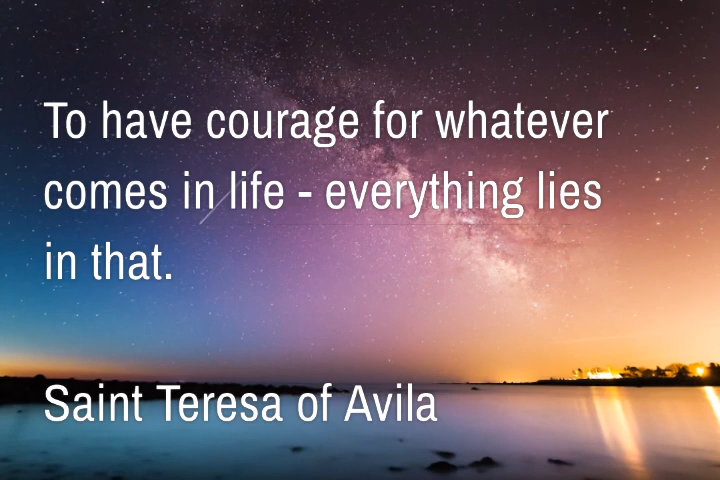 To have courage for whatever
comes in life - everything lies
in that.
Saint Teresa of Avila